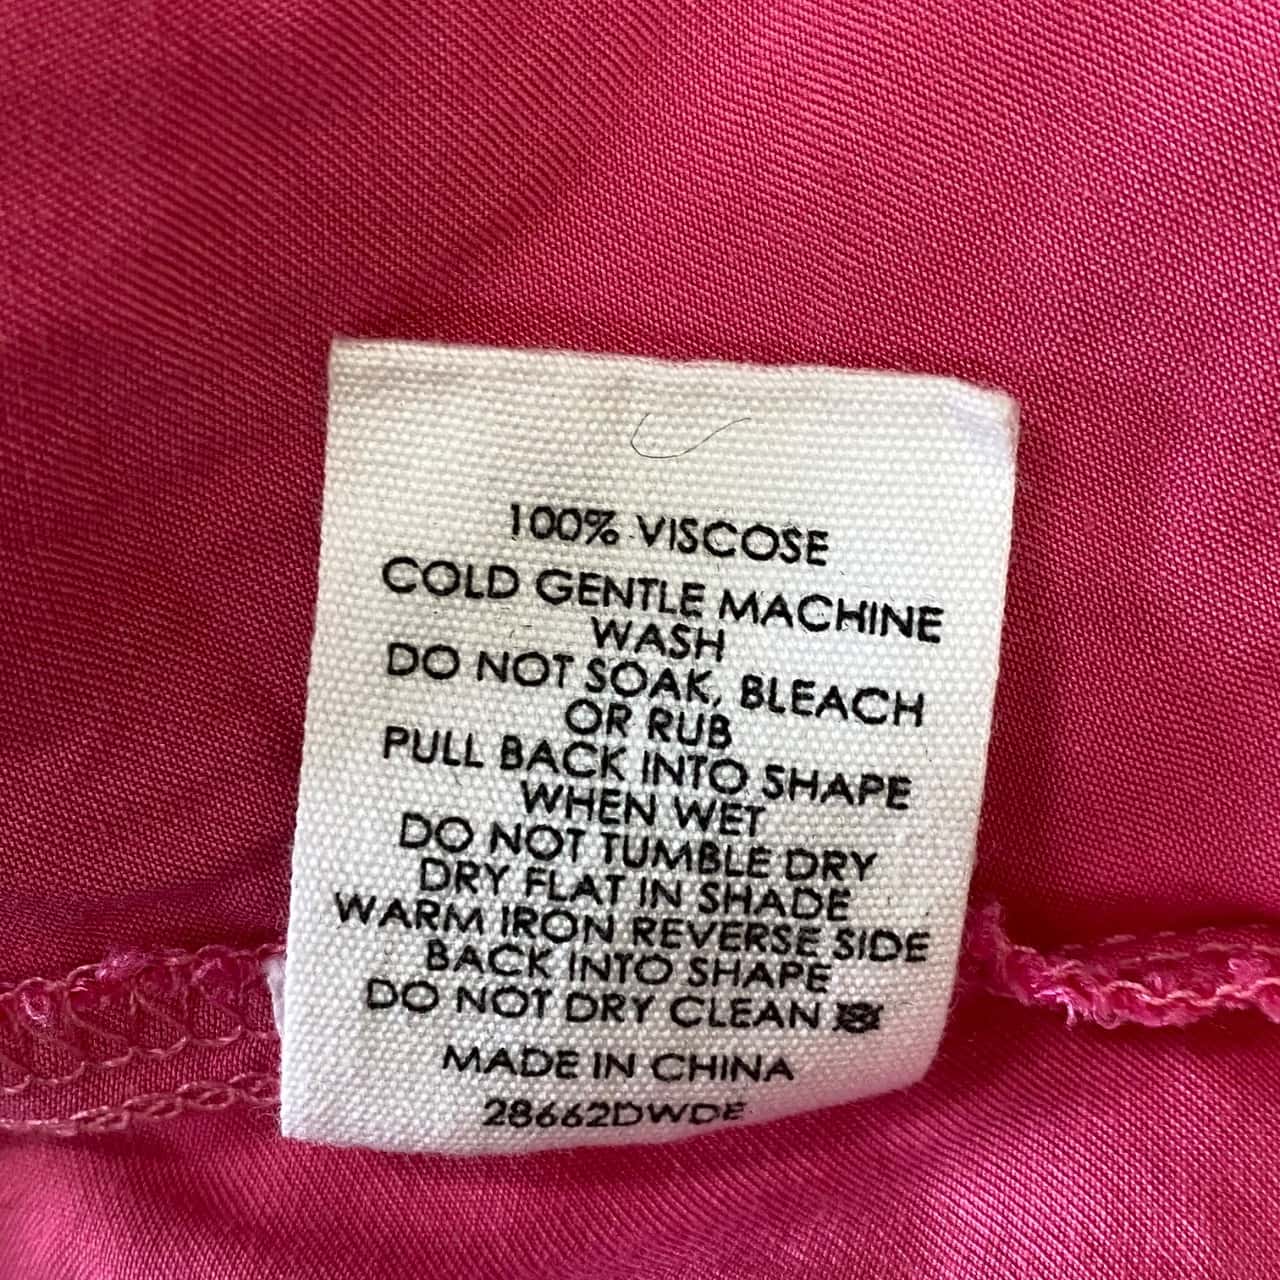 100% VISCOSE
COLD GENTLE MACHINE
WASH
DO NOT SOAK, BLEACH
OR RUB
PULL BACK INTO SHAPE
WHEN WET
DO NOT TUMBLE DRY
DRY FLAT IN SHADE
WARM IRON REVERSE SIDE
BACK INTO SHAPE
DO NOT DRY CLEAN
MADE IN CHINA
28662DWDE